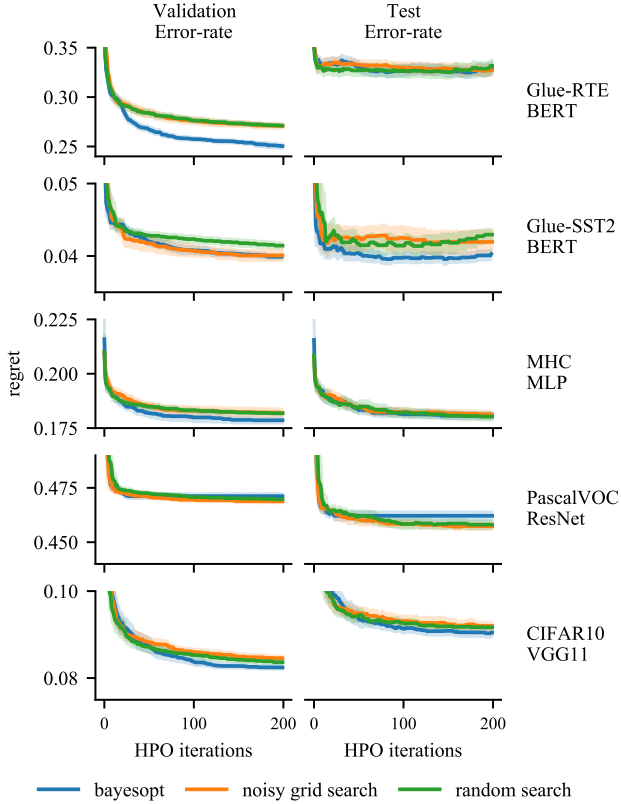 Validation
Error-rate
Test
Error-rate
0.35
0.30
0.25
Glue-RTE
BERT
0.05
0.04
Glue-SST2
BERT
regret
0.225
0.200
0.175
MHC
MLP
0.475
0.450
PascalVOC
ResNet
0.10
0.08
CIFAR10
VGG11
0 100 200
0 100 200
HPO iterations
HPO iterations
bayesopt noisy grid search random search